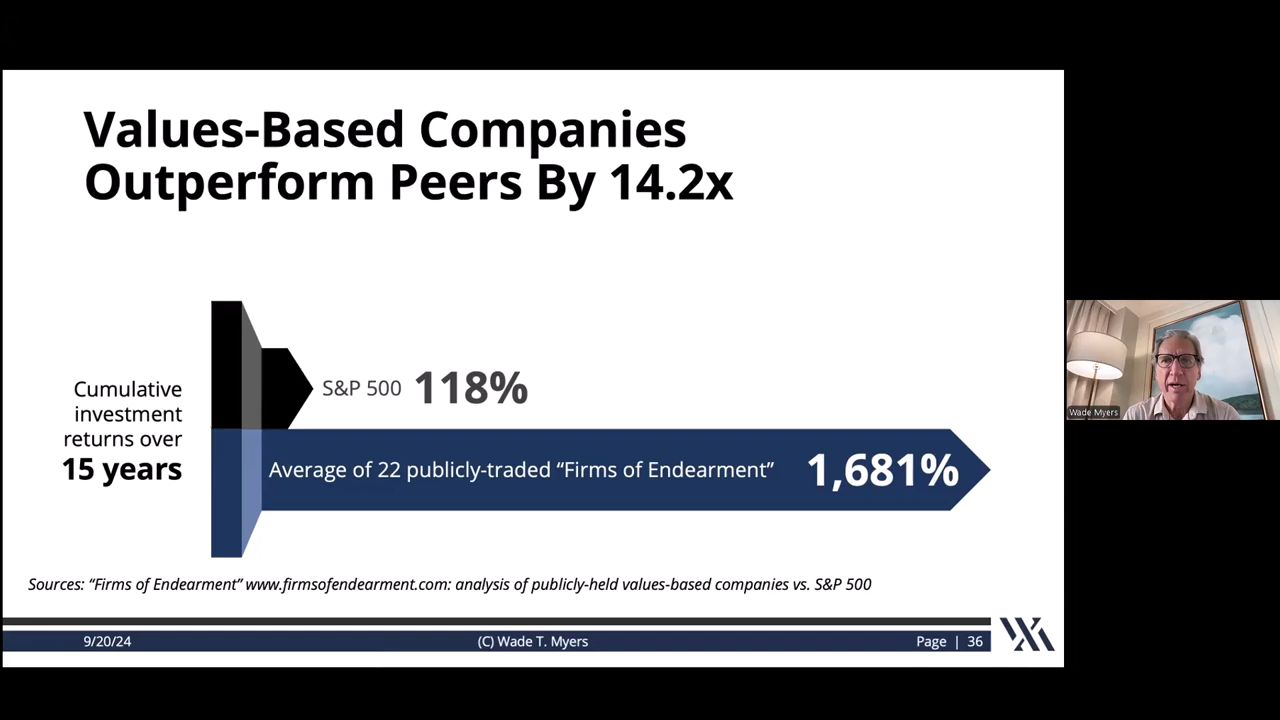 Values-Based Companies
Outperform Peers By 14.2x
Cumulative
investment
returns over
15 years
S&P 500 118%
Average of 22 publicly-traded “Firms of Endearment” 1,681%
Sources: “Firms of Endearment” www.firmsofendearment.com: analysis of publicly-held values-based companies vs. S&P 500
9/20/24 (C) Wade T. Myers Page | 36
Wade Myers